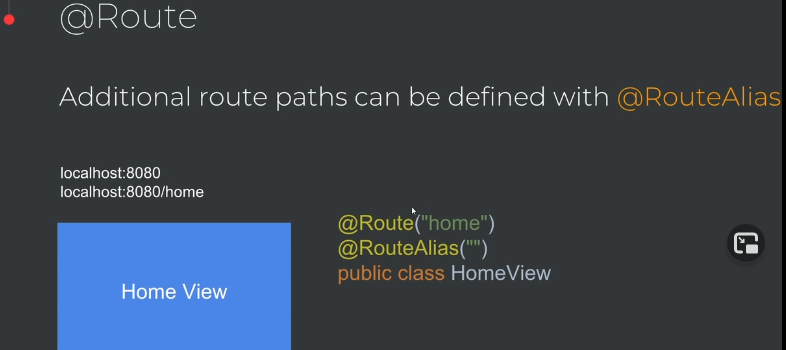 @Route
Additional route paths can be defined with @RouteAlias
localhost:8080
localhost:8080/home
@Route("home")
@RouteAlias("")
public class HomeView
Home View